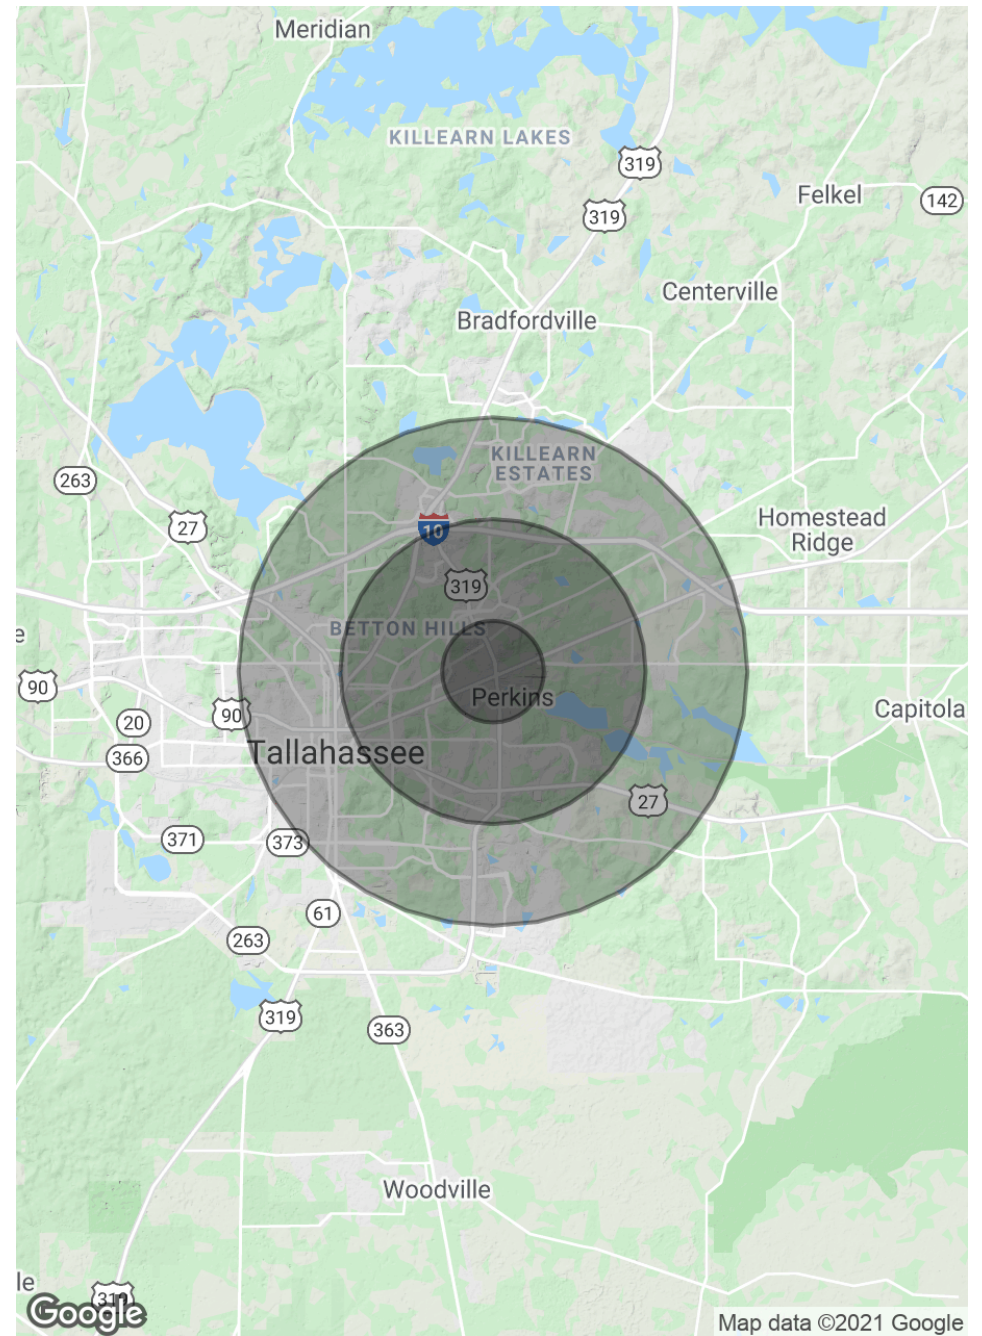 Meridian
KILLEARN LAKES
319
319
Felkel
142
Centerville
Bradfordville
KILLEARN
ESTATES
263
27
10
Homestead
Ridge
319
BETTON HILLS
e
90
Perkins
90
20
Capitola
366
Tallahassee
27
371
373
61
263
319
363
Woodville
le
319
Google
Map data ©2021 Google